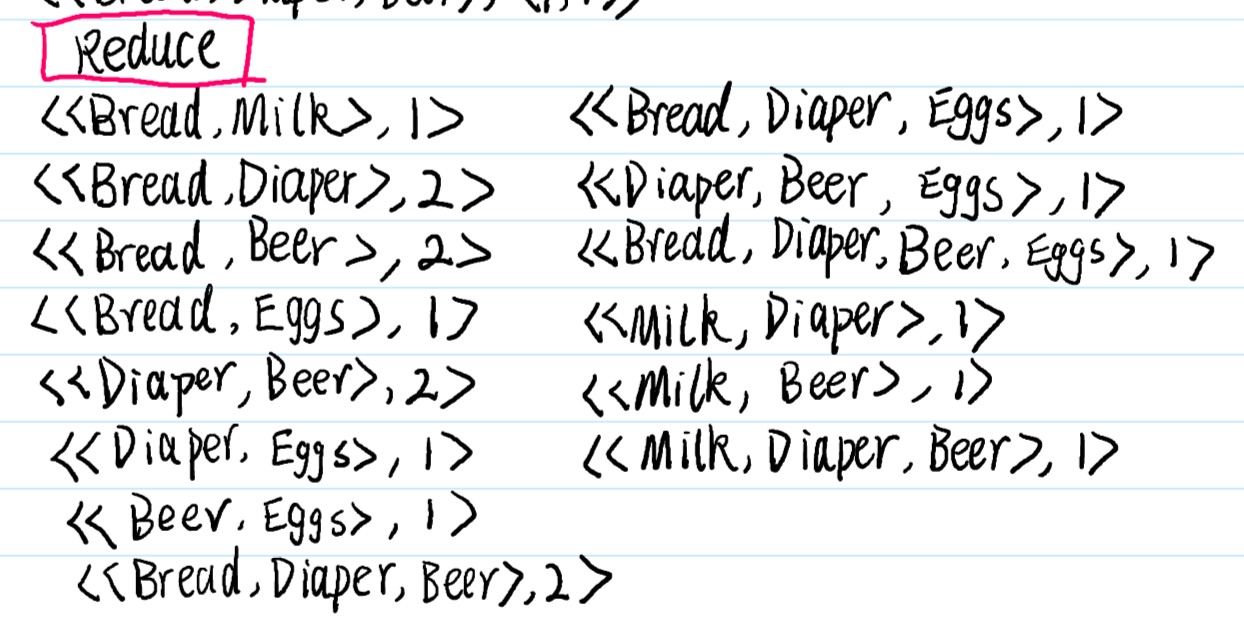 Reduce
<<Bread, Milk>, 1>
<<Bread, Diaper>, 2>
<<Bread, Beer>, 2>
<<Bread, Eggs>, 1>
<<Diaper, Beer>, 2>
<<Diaper, Eggs>, 1>
<<Beer, Eggs>, 1>
<<Bread, Diaper, Beer>, 2>
<<Bread, Diaper, Eggs>, 1>
<<Diaper, Beer, Eggs>, 1>
<<Bread, Diaper, Beer, Eggs>, 1>
<<Milk, Diaper>, 1>
<<Milk, Beer>, 1>
<<Milk, Diaper, Beer>, 1>